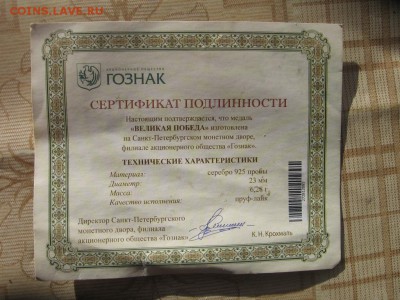 COINS.LAVE.RU
ГОЗНАК
СЕРТИФИКАТ ПОДЛИННОСТИ
Настоящим подтверждается, что медаль
«ВЕЛИКАЯ ПОБЕДА» изготовлена
на Санкт-Петербургском монетном дворе,
филиале акционерного общества «Гознак».
ТЕХНИЧЕСКИЕ ХАРАКТЕРИСТИКИ
Материал: серебро 925 пробы
Диаметр: 23 мм
Масса: 6,28 г
Качество исполнения: пруф-лайк
Директор Санкт-Петербургского
монетного двора, филиала
акционерного общества «Гознак»
К. Н. Крохмаль